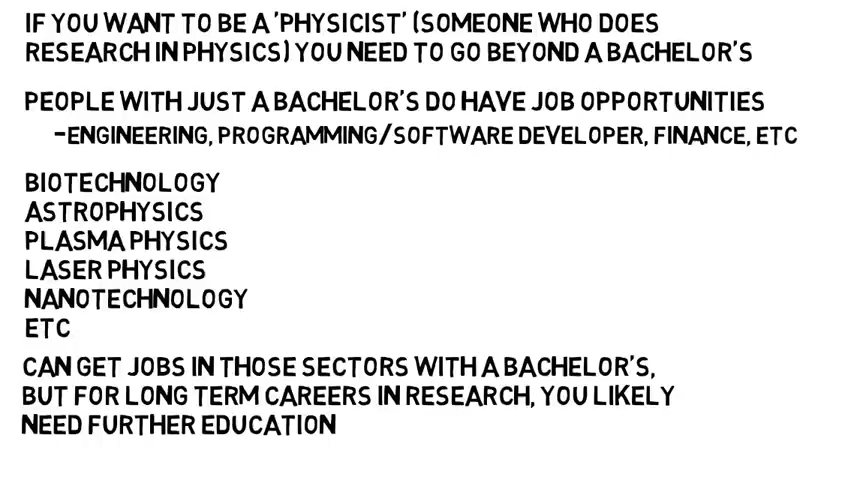 IF YOU WANT TO BE A 'PHYSICIST' (SOMEONE WHO DOES
RESEARCH IN PHYSICS) YOU NEED TO GO BEYOND A BACHELOR'S
PEOPLE WITH JUST A BACHELOR'S DO HAVE JOB OPPORTUNITIES
-ENGINEERING, PROGRAMMING/SOFTWARE DEVELOPER, FINANCE, ETC
BIOTECHNOLOGY
ASTROPHYSICS
PLASMA PHYSICS
LASER PHYSICS
NANOTECHNOLOGY
ETC
CAN GET JOBS IN THOSE SECTORS WITH A BACHELOR'S,
BUT FOR LONG TERM CAREERS IN RESEARCH, YOU LIKELY
NEED FURTHER EDUCATION